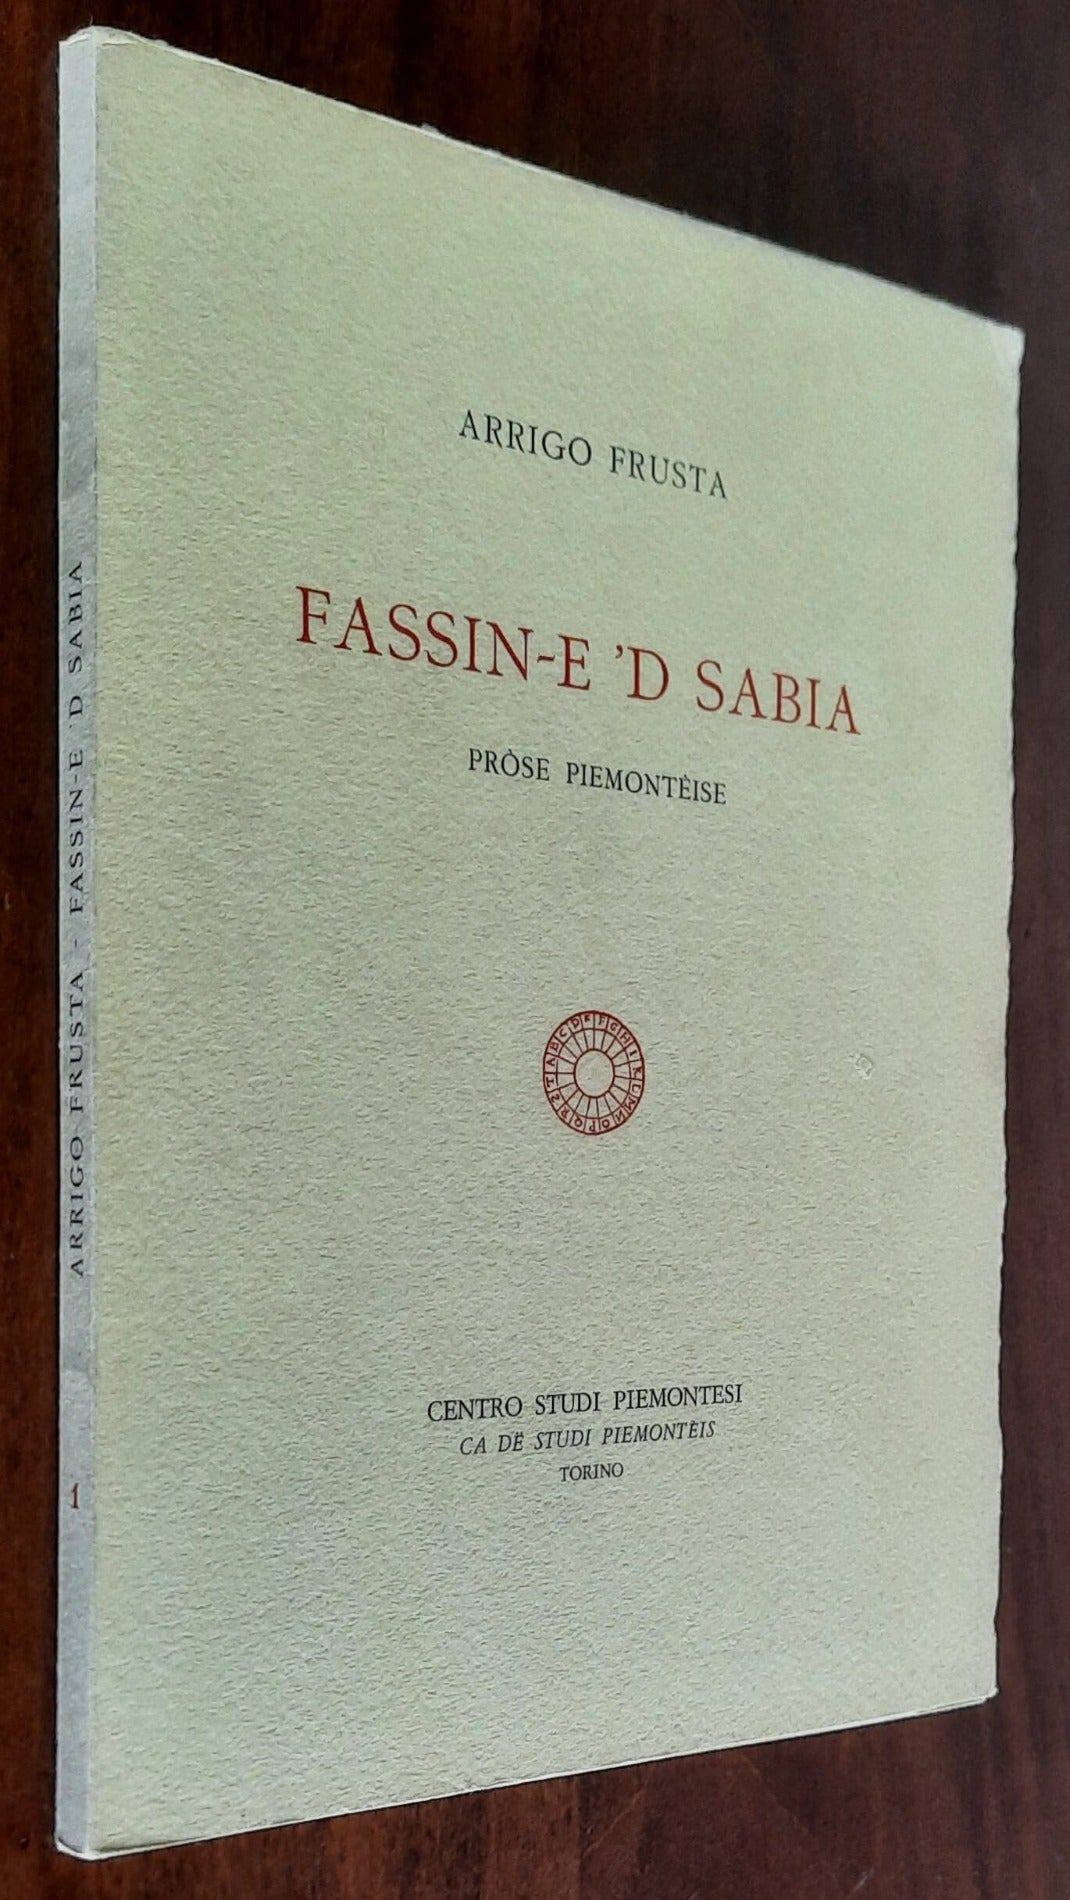 ARRIGO FRUSTA
FASSIN-E 'D SABIA
PRÒSE PIEMONTÈISE
ABCDEFGHIKLMNOPQRSTZ
CENTRO STUDI PIEMONTESI
CA DË STUDI PIEMONTÈIS
TORINO
ARRIGO FRUSTA - FASSIN-E 'D SABIA
1